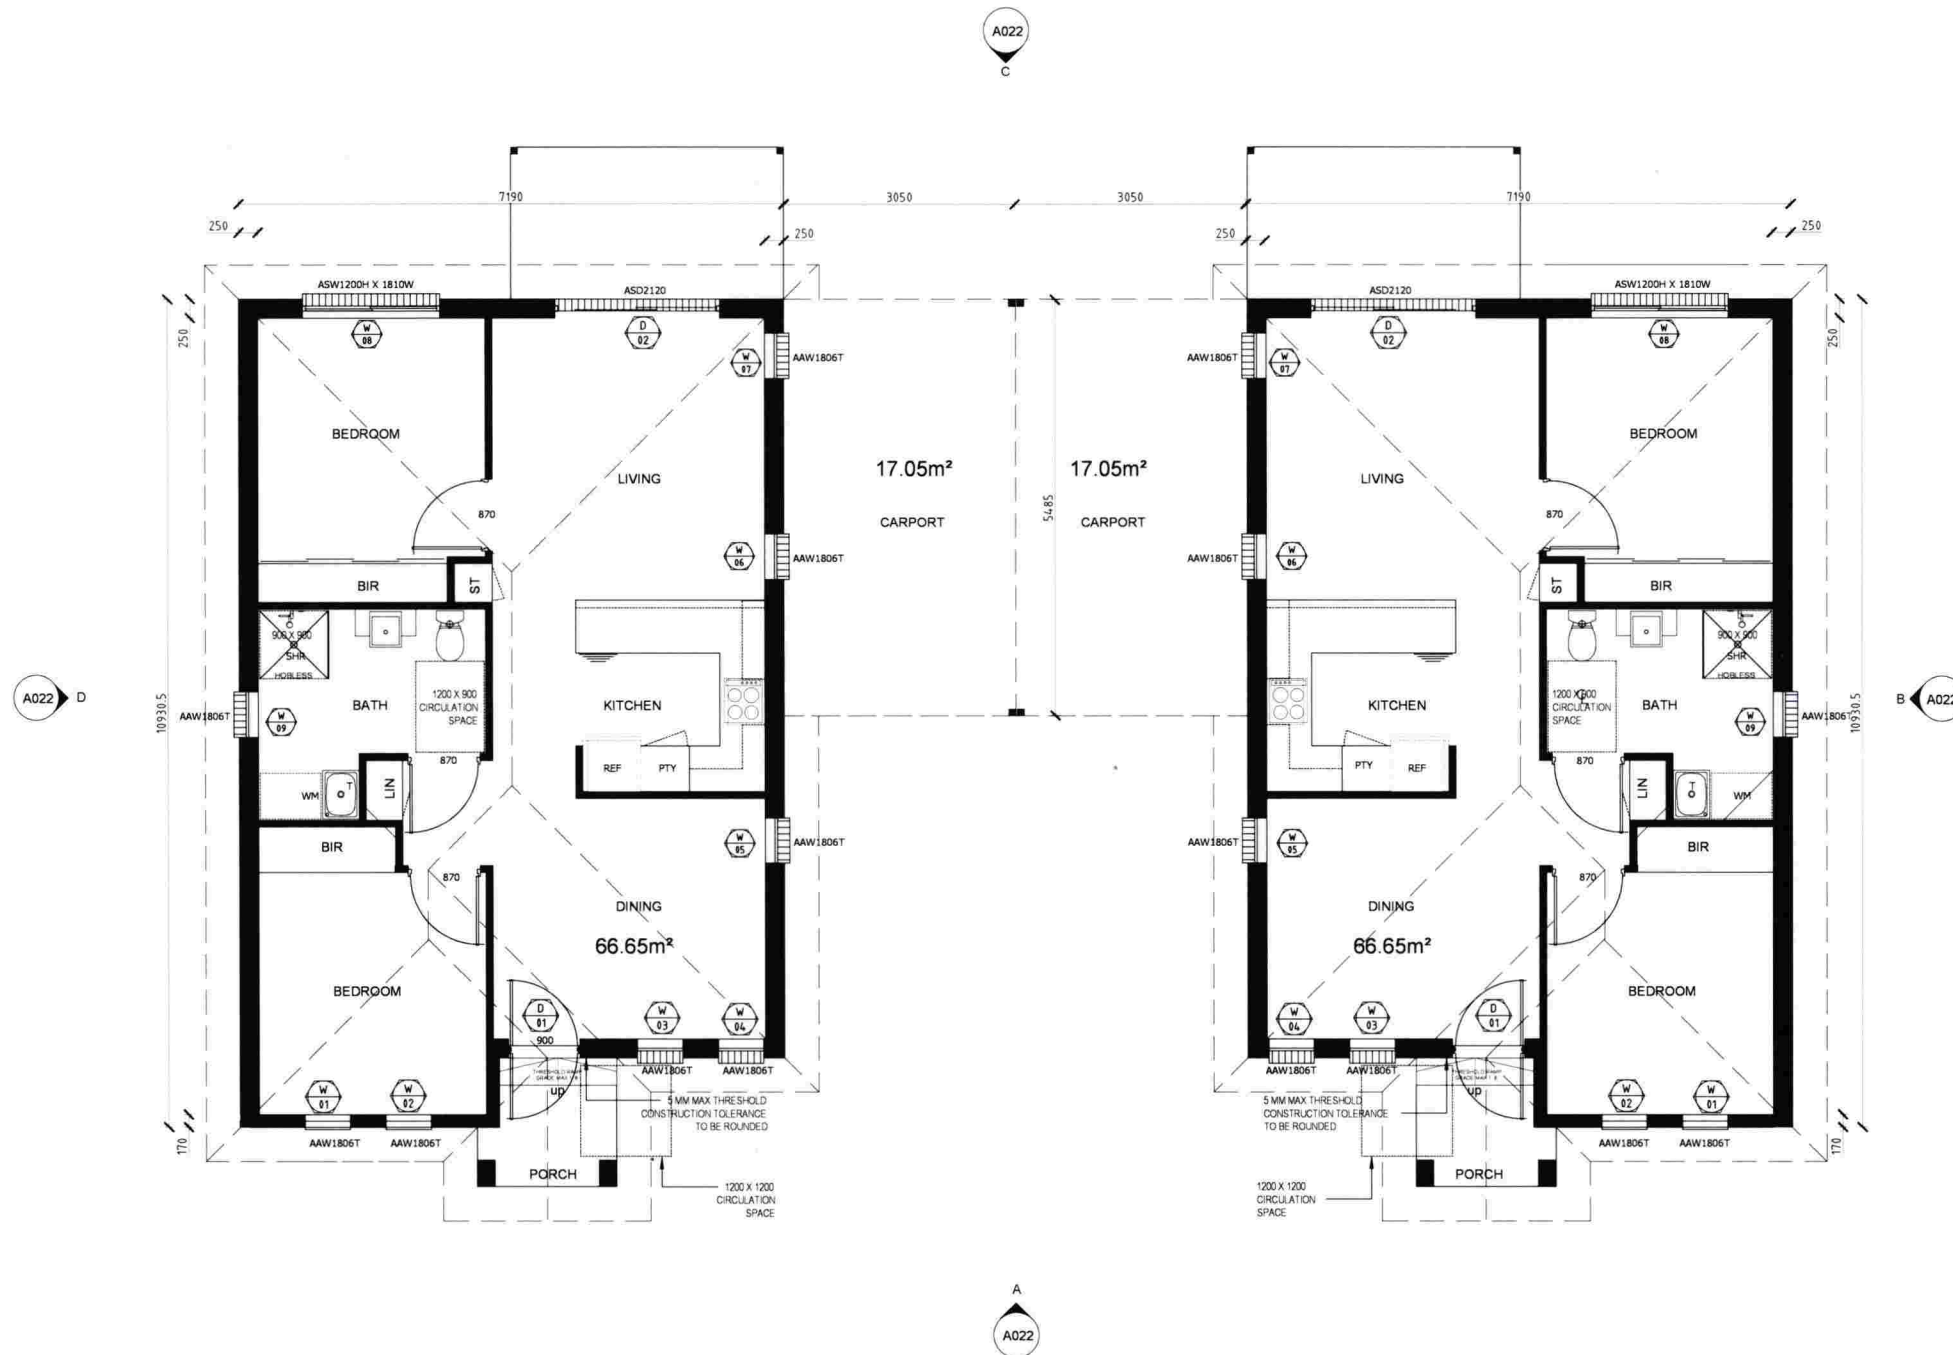 A022
C
7190
3050
3050
7190
250
250
250
250
ASW1200H X 1810W
ASD2120
ASD2120
ASW1200H X 1810W
250
W
08
D
02
W
07
AAW1806T
AAW1806T
W
07
D
02
W
08
250
BEDROOM
LIVING
17.05m²
17.05m²
LIVING
BEDROOM
870
CARPORT
5485
CARPORT
870
W
06
AAW1806T
AAW1806T
W
06
BIR
ST
ST
BIR
900 X 900
SHR
HOBLESS
900 X 900
SHR
HOBLESS
A022
D
10930.5
AAW1806T
W
09
BATH
1200 X 900
CIRCULATION
SPACE
KITCHEN
KITCHEN
1200 X 900
CIRCULATION
SPACE
BATH
W
09
AAW1806T
10930.5
B
A022
870
REF
PTY
PTY
REF
870
WM
T
LIN
LIN
T
WM
BIR
W
05
AAW1806T
AAW1806T
W
05
BIR
870
870
DINING
66.65m²
DINING
66.65m²
BEDROOM
BEDROOM
D
01
900
W
03
W
04
W
04
W
03
D
01
THRESHOLD RAMP
AAW1806T
AAW1806T
AAW1806T
AAW1806T
THRESHOLD RAMP
up
up
W
01
W
02
5 MM MAX THRESHOLD
CONSTRUCTION TOLERANCE
TO BE ROUNDED
5 MM MAX THRESHOLD
CONSTRUCTION TOLERANCE
TO BE ROUNDED
W
02
W
01
170
AAW1806T
AAW1806T
AAW1806T
AAW1806T
170
PORCH
PORCH
1200 X 1200
CIRCULATION
SPACE
1200 X 1200
CIRCULATION
SPACE
A
A022